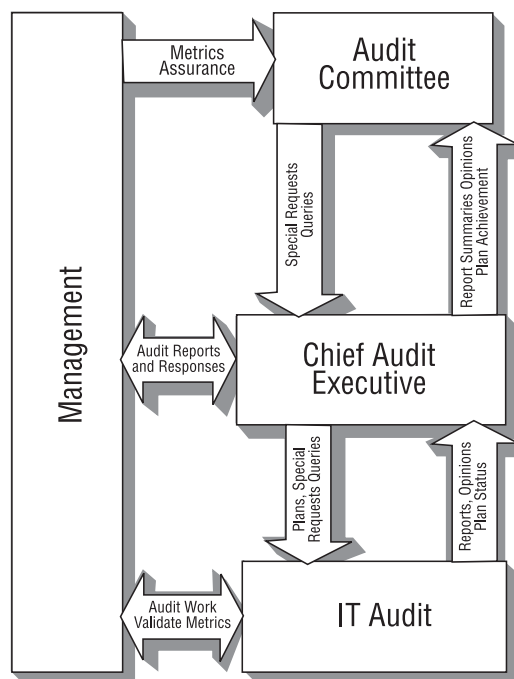 Management
Metrics
Assurance
Audit
Committee
Special Requests
Queries
Report Summaries Opinions
Plan Achievement
Audit Reports
and Responses
Chief Audit
Executive
Plans, Special
Requests Queries
Reports, Opinions
Plan Status
Audit Work
Validate Metrics
IT Audit